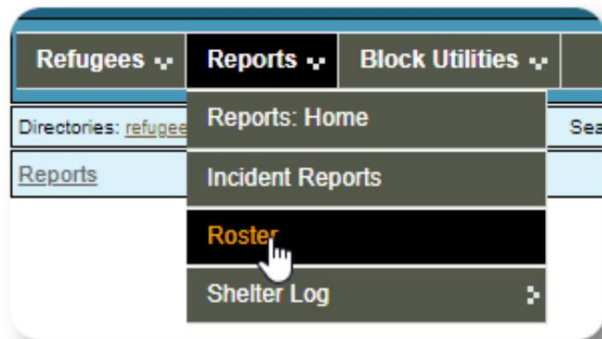 Refugees Reports Block Utilities
Directories: refugee
Reports: Home
Sea
Reports
Incident Reports
Roster
Shelter Log